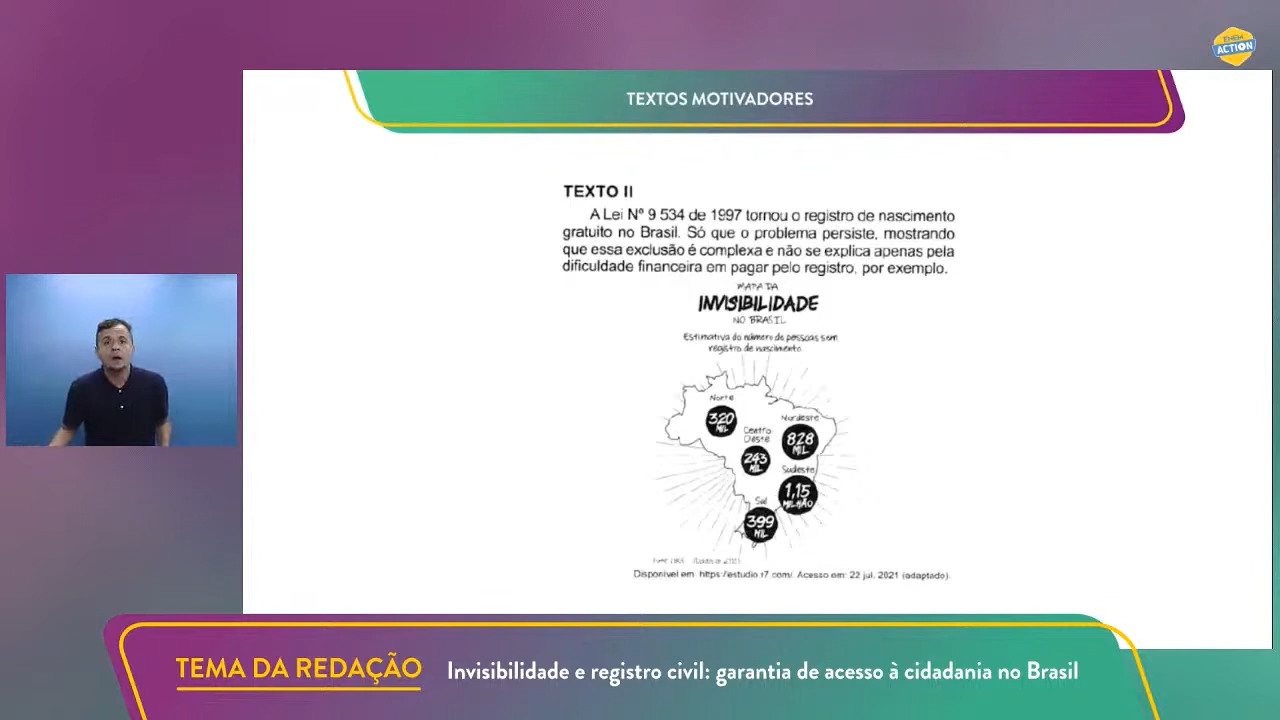 ENEM
ACTION
TEXTOS MOTIVADORES
TEXTO II
A Lei Nº 9 534 de 1997 tornou o registro de nascimento
gratuito no Brasil. Só que o problema persiste, mostrando
que essa exclusão é complexa e não se explica apenas pela
dificuldade financeira em pagar pelo registro, por exemplo.
MAPA DA
INVISIBILIDADE
NO BRASIL
Estimativa do número de pessoas sem
registro de nascimento
Norte
320
MIL
Nordeste
828
MIL
Centro
Oeste
243
MIL
Sudeste
1,15
MILHÃO
Sul
399
MIL
Disponível em: https://estudio.r7.com/. Acesso em: 22 jul. 2021 (adaptado).
TEMA DA REDAÇÃO
Invisibilidade e registro civil: garantia de acesso à cidadania no Brasil